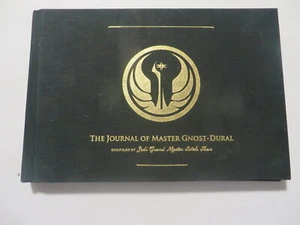 THE JOURNAL OF MASTER GNOST-DURAL
COMPILED BY Jedi Grand Master Satele Shan